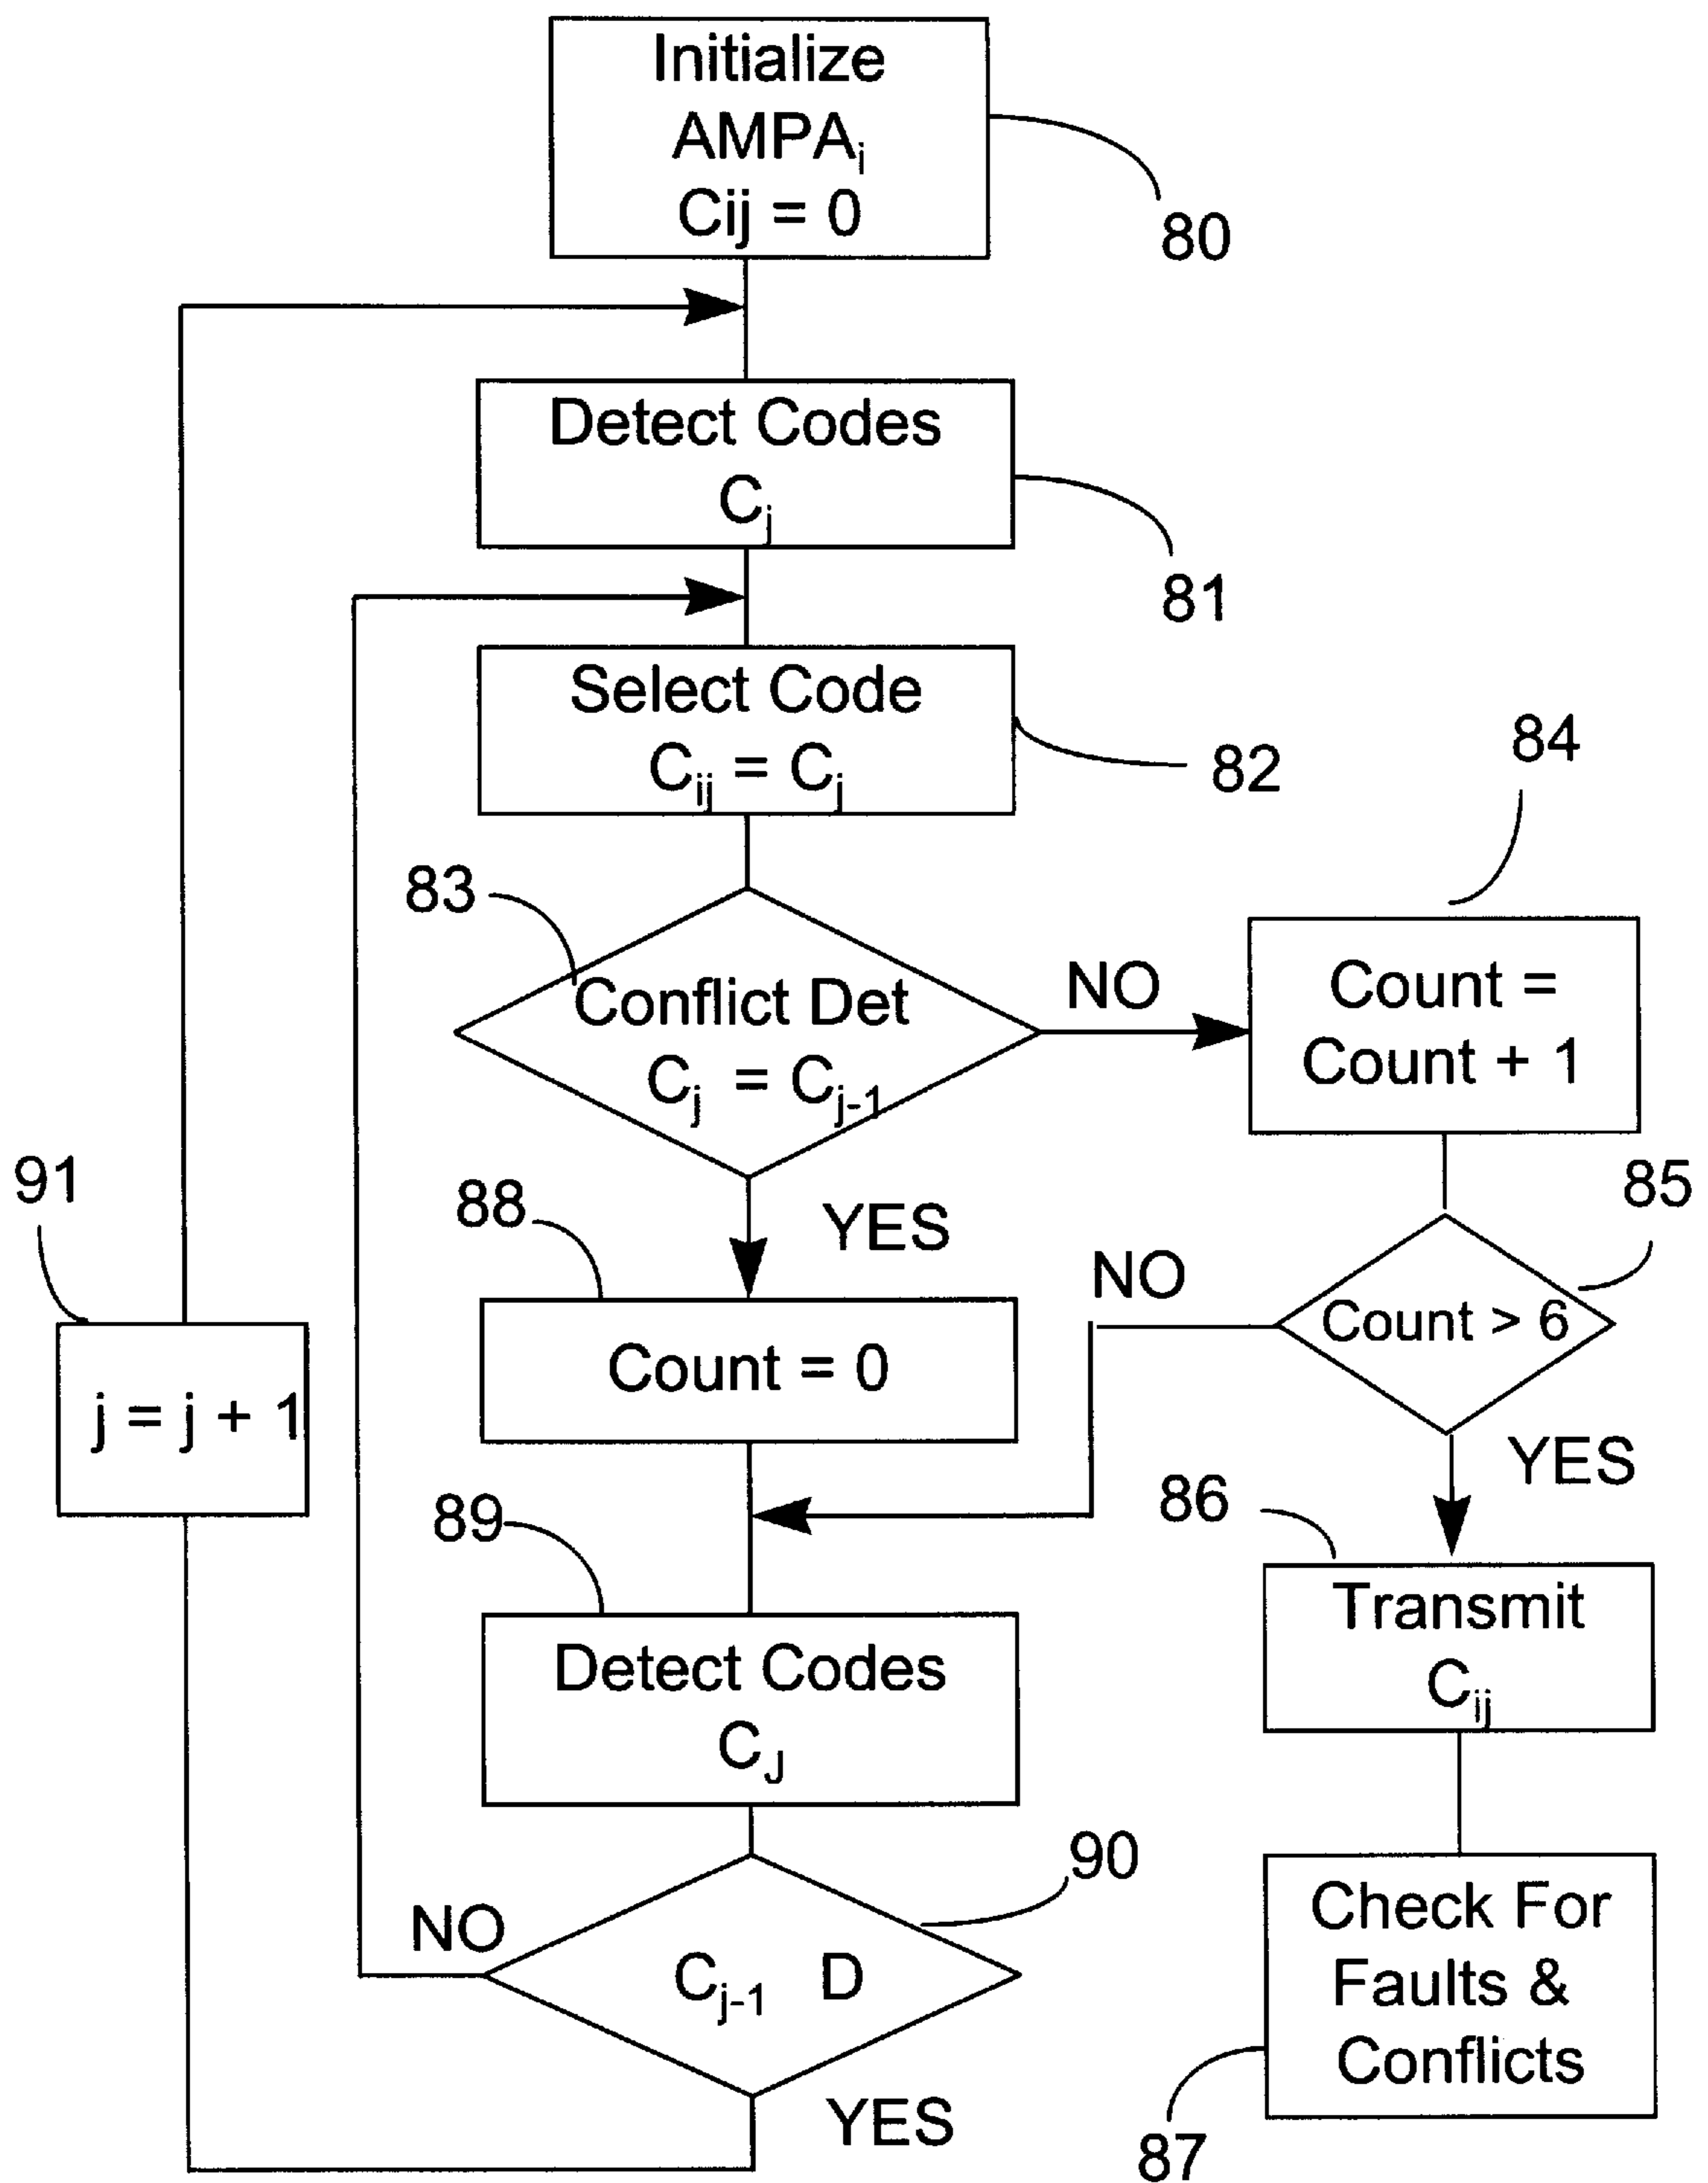 Initialize
AMPAi
Cij = 0
80
Detect Codes
Cj
81
Select Code
Cij = Cj
82
83
Conflict Det
Cj = Cj-1
NO
84
Count =
Count + 1
YES
85
Count > 6
NO
YES
86
Transmit
Cij
87
Check For
Faults &
Conflicts
88
Count = 0
89
Detect Codes
CJ
90
Cj-1 D
NO
YES
91
j = j + 1